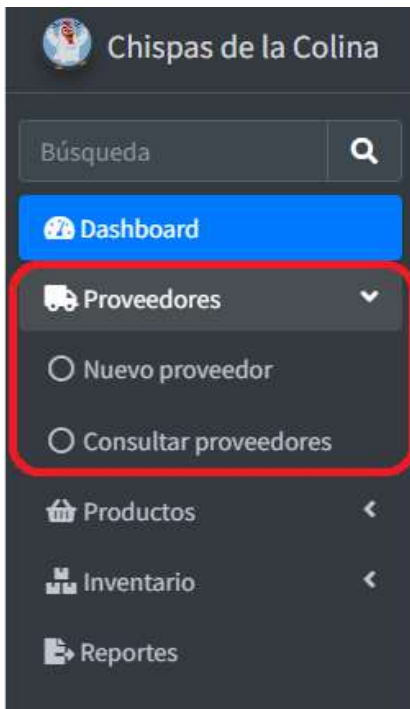 Chispas de la Colina
Búsqueda
Dashboard
Proveedores
Nuevo proveedor
Consultar proveedores
Productos
Inventario
Reportes